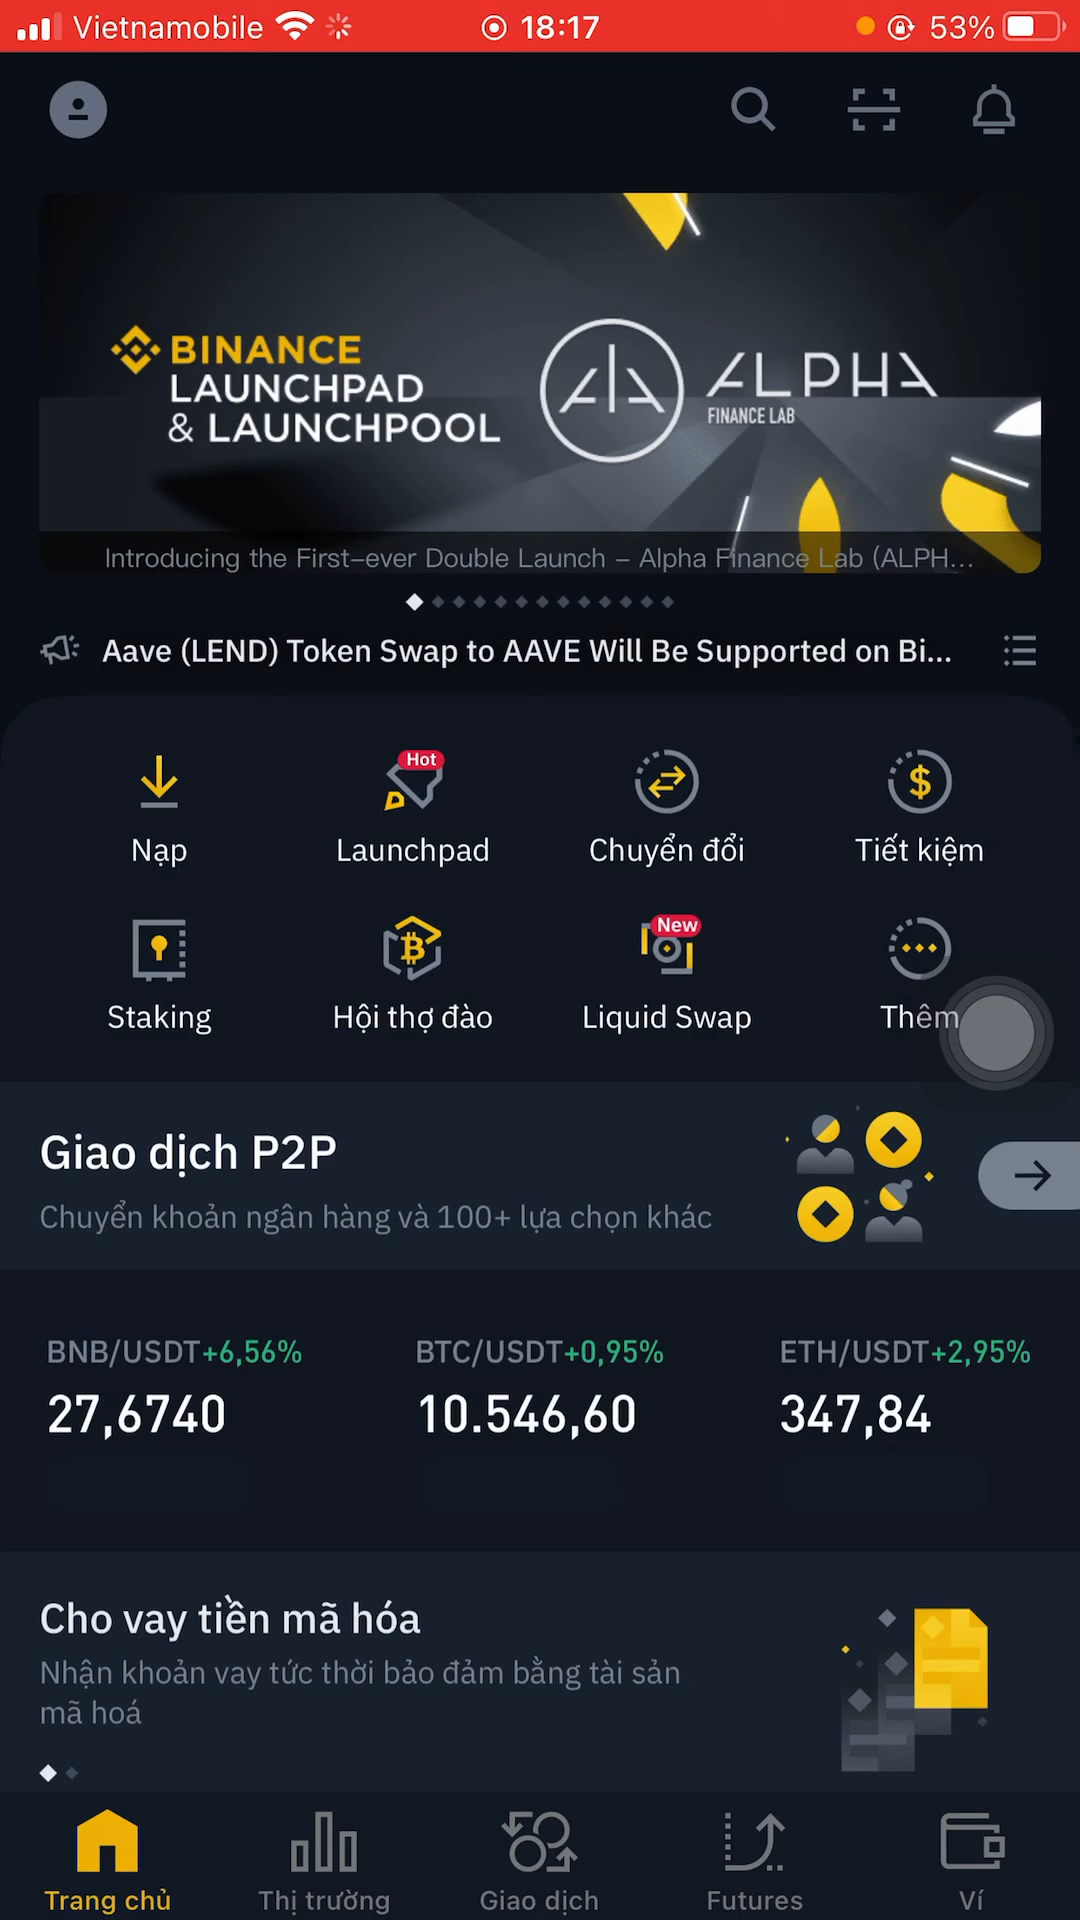 Vietnamobile 18:17 53%
BINANCE
LAUNCHPAD
& LAUNCHPOOL
ALPHA
FINANCE LAB
Introducing the First-ever Double Launch - Alpha Finance Lab (ALPH...
Aave (LEND) Token Swap to AAVE Will Be Supported on Bi...
Hot
Nạp Launchpad Chuyển đổi Tiết kiệm
New
Staking Hội thợ đào Liquid Swap Thêm
Giao dịch P2P
Chuyển khoản ngân hàng và 100+ lựa chọn khác
BNB/USDT+6,56% BTC/USDT+0,95% ETH/USDT+2,95%
27,6740 10.546,60 347,84
Cho vay tiền mã hóa
Nhận khoản vay tức thời bảo đảm bằng tài sản
mã hoá
Trang chủ Thị trường Giao dịch Futures Ví